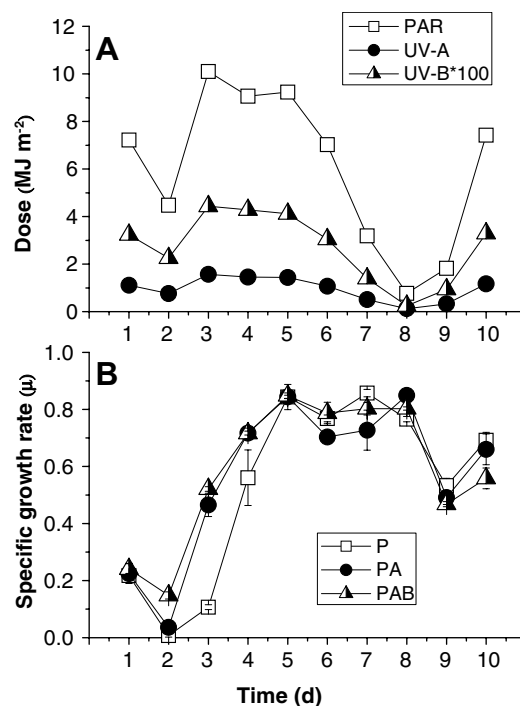 A
PAR
UV-A
UV-B*100
Dose (MJ m⁻²)
12
10
8
6
4
2
0
1 2 3 4 5 6 7 8 9 10
B
Specific growth rate (μ)
1.0
0.8
0.6
0.4
0.2
0.0
P
PA
PAB
1 2 3 4 5 6 7 8 9 10
Time (d)